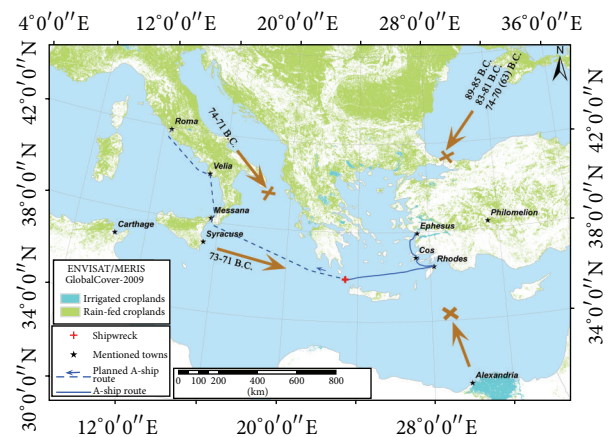 4°0′0″E 12°0′0″E 20°0′0″E 28°0′0″E 36°0′0″E
42°0′0″N
38°0′0″N
34°0′0″N
30°0′0″N
42°0′0″N
38°0′0″N
34°0′0″N
30°0′0″N
N
89-85 B.C.
83-81 B.C.
74-70 (63) B.C.
74-71 B.C.
Roma
Velia
Messana
Carthage
Syracuse
73-71 B.C.
Ephesus
Philomelion
Cos
Rhodes
Alexandria
ENVISAT/MERIS
GlobalCover-2009
Irrigated croplands
Rain-fed croplands
Shipwreck
Mentioned towns
Planned A-ship
route
A-ship route
0 100 200 400 600 800
(km)
12°0′0″E 20°0′0″E 28°0′0″E